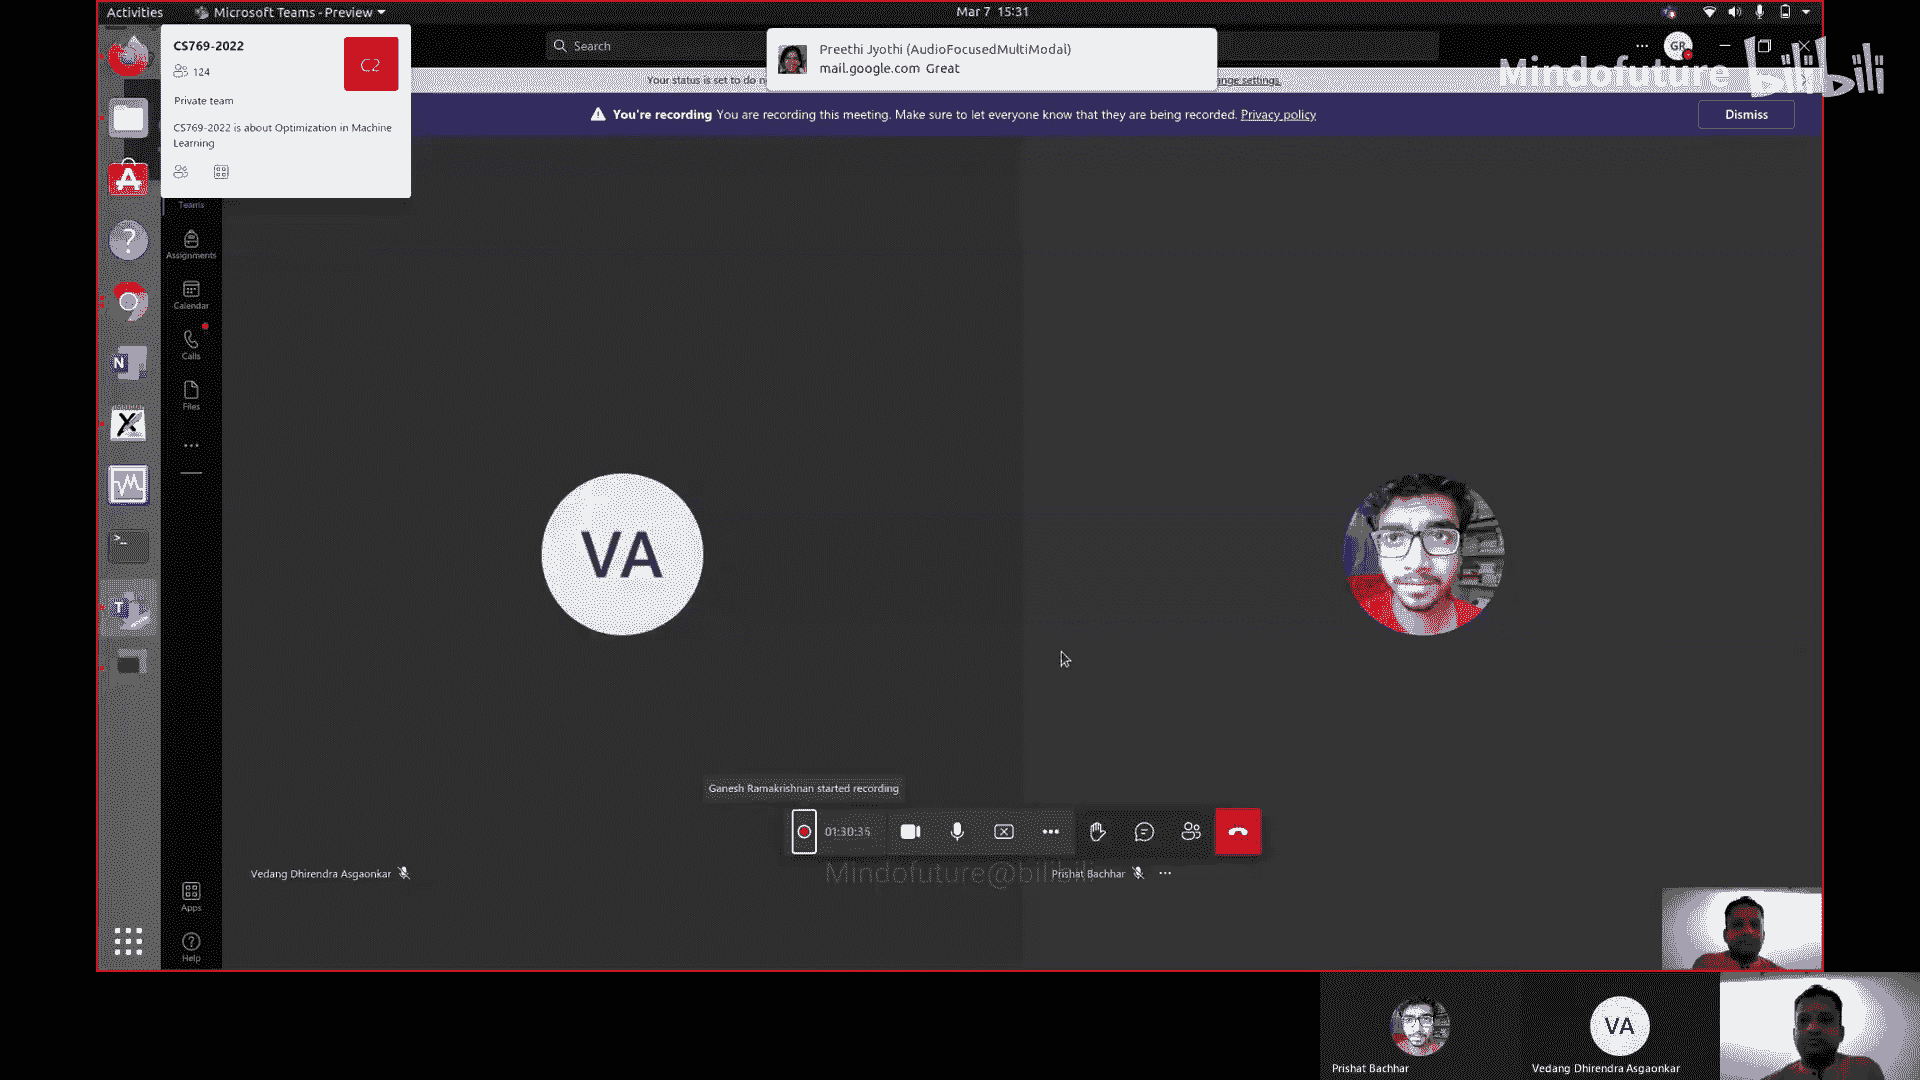 Activities
Microsoft Teams - Preview
Mar 7 15:31
CS769-2022
124
C2
Private team
CS769-2022 is about Optimization in Machine
Learning
Search
Preethi Jyothi (AudioFocusedMultiModal)
mail.google.com Great
GR
Mindofuture bilibili
Your status is set to do n
nge settings.
You're recording You are recording this meeting. Make sure to let everyone know that they are being recorded. Privacy policy
Dismiss
Teams
Assignments
Calendar
Calls
Files
N
T
VA
Ganesh Ramakrishnan started recording
01:30:35
Mindofuture@bilibili
Vedang Dhirendra Asgaonkar
Prishat Bachhar
Apps
Help
VA
Prishat Bachhar
Vedang Dhirendra Asgaonkar